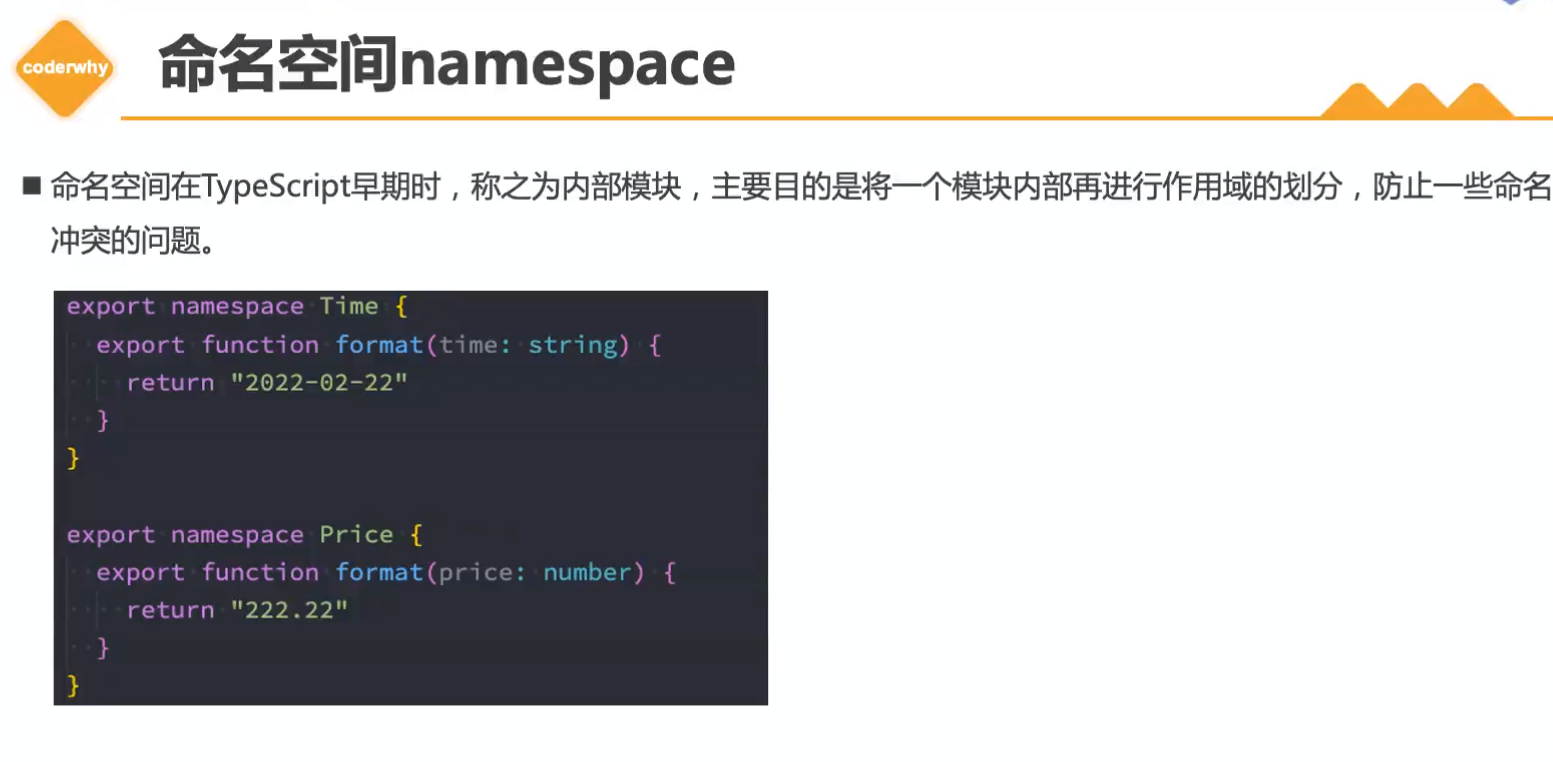 coderwhy
命名空间namespace
■ 命名空间在TypeScript早期时，称之为内部模块，主要目的是将一个模块内部再进行作用域的划分，防止一些命名
冲突的问题。
export namespace Time {
  export function format(time: string) {
    return "2022-02-22"
  }
}
export namespace Price {
  export function format(price: number) {
    return "222.22"
  }
}